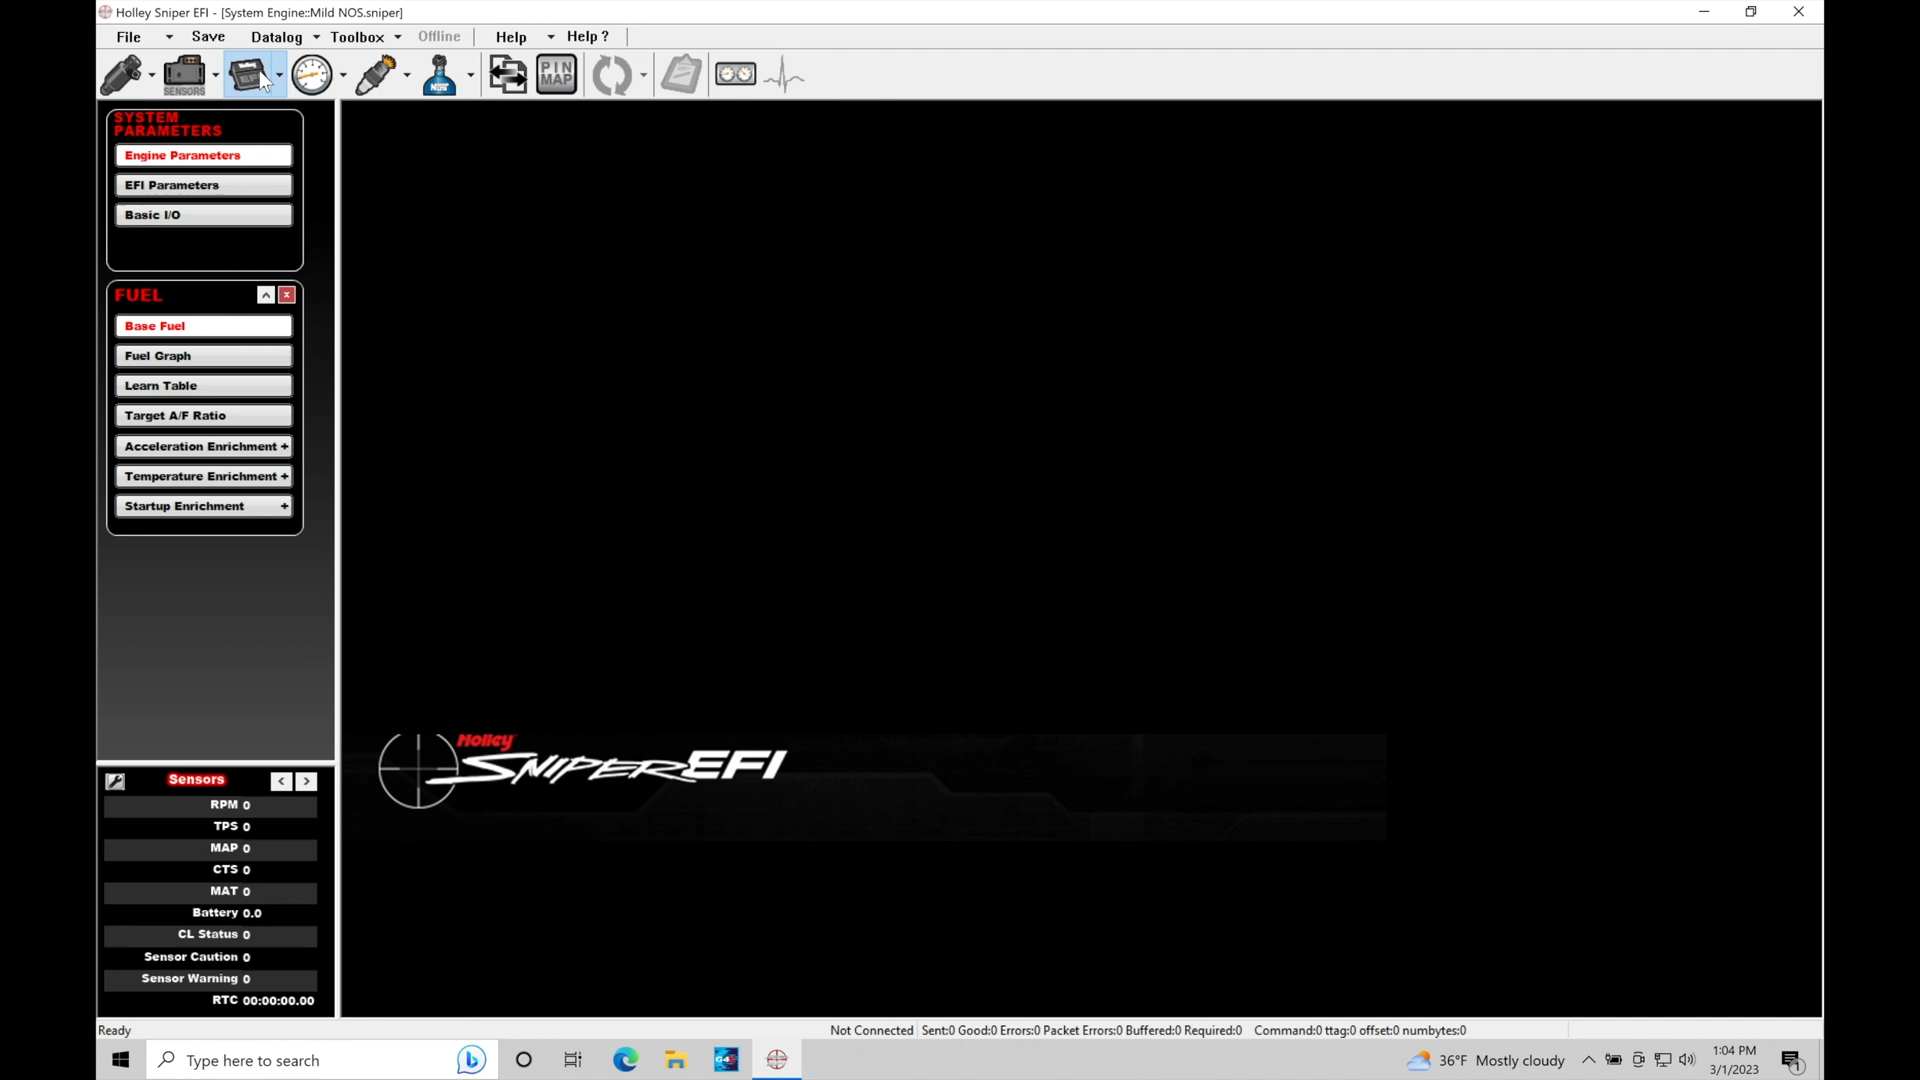 Holley Sniper EFI - [System Engine::Mild NOS.sniper]
File Save Datalog Toolbox Offline Help Help ?
SENSORS
EFI
NOS
PIN
MAP
SYSTEM
PARAMETERS
Engine Parameters
EFI Parameters
Basic I/O
FUEL
Base Fuel
Fuel Graph
Learn Table
Target A/F Ratio
Acceleration Enrichment +
Temperature Enrichment +
Startup Enrichment +
Holley
SNIPER EFI
Sensors
RPM 0
TPS 0
MAP 0
CTS 0
MAT 0
Battery 0.0
CL Status 0
Sensor Caution 0
Sensor Warning 0
RTC 00:00:00.00
Ready Not Connected Sent:0 Good:0 Errors:0 Packet Errors:0 Buffered:0 Required:0 Command:0 ttag:0 offset:0 numbytes:0
Type here to search
36°F Mostly cloudy
1:04 PM
3/1/2023
1